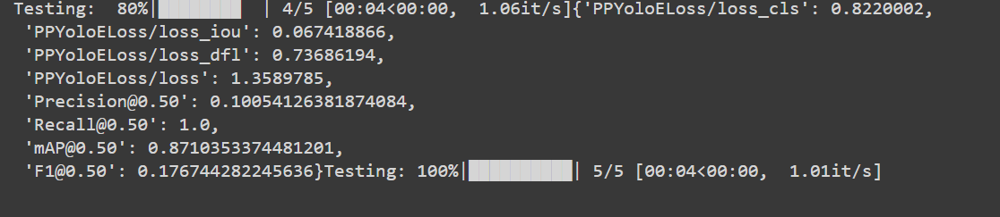 Testing:  80%|████████  | 4/5 [00:04<00:00,  1.06it/s]{'PPYoloELoss/loss_cls': 0.8220002,
 'PPYoloELoss/loss_iou': 0.067418866,
 'PPYoloELoss/loss_dfl': 0.73686194,
 'PPYoloELoss/loss': 1.3589785,
 'Precision@0.50': 0.10054126381874084,
 'Recall@0.50': 1.0,
 'mAP@0.50': 0.8710353374481201,
 'F1@0.50': 0.176744282245636}Testing: 100%|██████████| 5/5 [00:04<00:00,  1.01it/s]